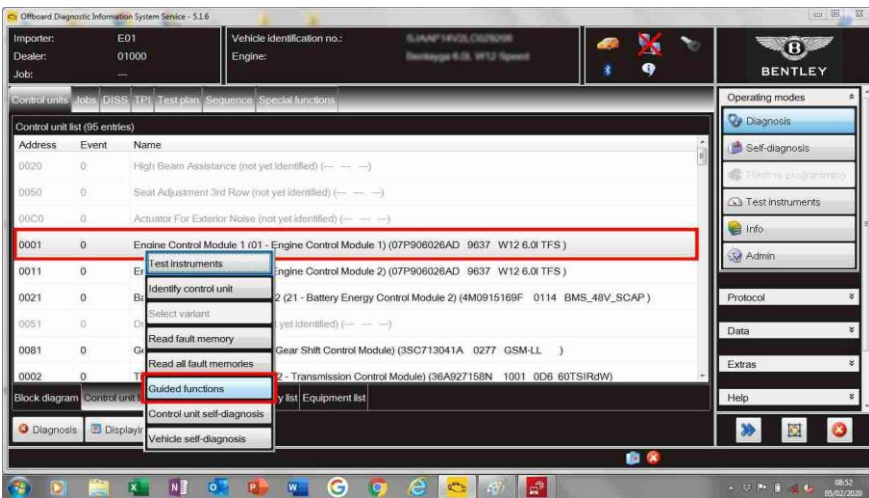 Offboard Diagnostic Information System Service - 5.1.6
Importer: E01
Dealer: 01000
Job: ---
Vehicle identification no.:
Engine: Bentayga 6.0L W12 Speed
BENTLEY
Control units Jobs DISS TPI Test plan Sequence Special functions
Control unit list (95 entries)
Address Event Name
0020 0 High Beam Assistance (not yet identified) (--- --- ---)
0050 0 Seat Adjustment 3rd Row (not yet identified) (--- --- ---)
00C0 0 Actuator For Exterior Noise (not yet identified) (--- --- ---)
0001 0 Engine Control Module 1 (01 - Engine Control Module 1) (07P906026AD 9637 W12 6.0l TFS )
0011 0 ngine Control Module 2) (07P906026AD 9637 W12 6.0l TFS )
0021 0 2 (21 - Battery Energy Control Module 2) (4M0915169F 0114 BMS_48V_SCAP )
0051 0 yet identified) (--- --- ---)
0081 0 Gear Shift Control Module) (3SC713041A 0277 GSM-LL )
0002 0 2 - Transmission Control Module) (36A927158N 1001 0D6 60TSIRdW)
Test instruments
Identify control unit
Select variant
Read fault memory
Read all fault memories
Guided functions
Control unit self-diagnosis
Vehicle self-diagnosis
Block diagram Control unit list Equipment list
Diagnosis Displayin
Operating modes
Diagnosis
Self-diagnosis
Flash re-programming
Test instruments
Info
Admin
Protocol
Data
Extras
Help
08:52
05/02/2020